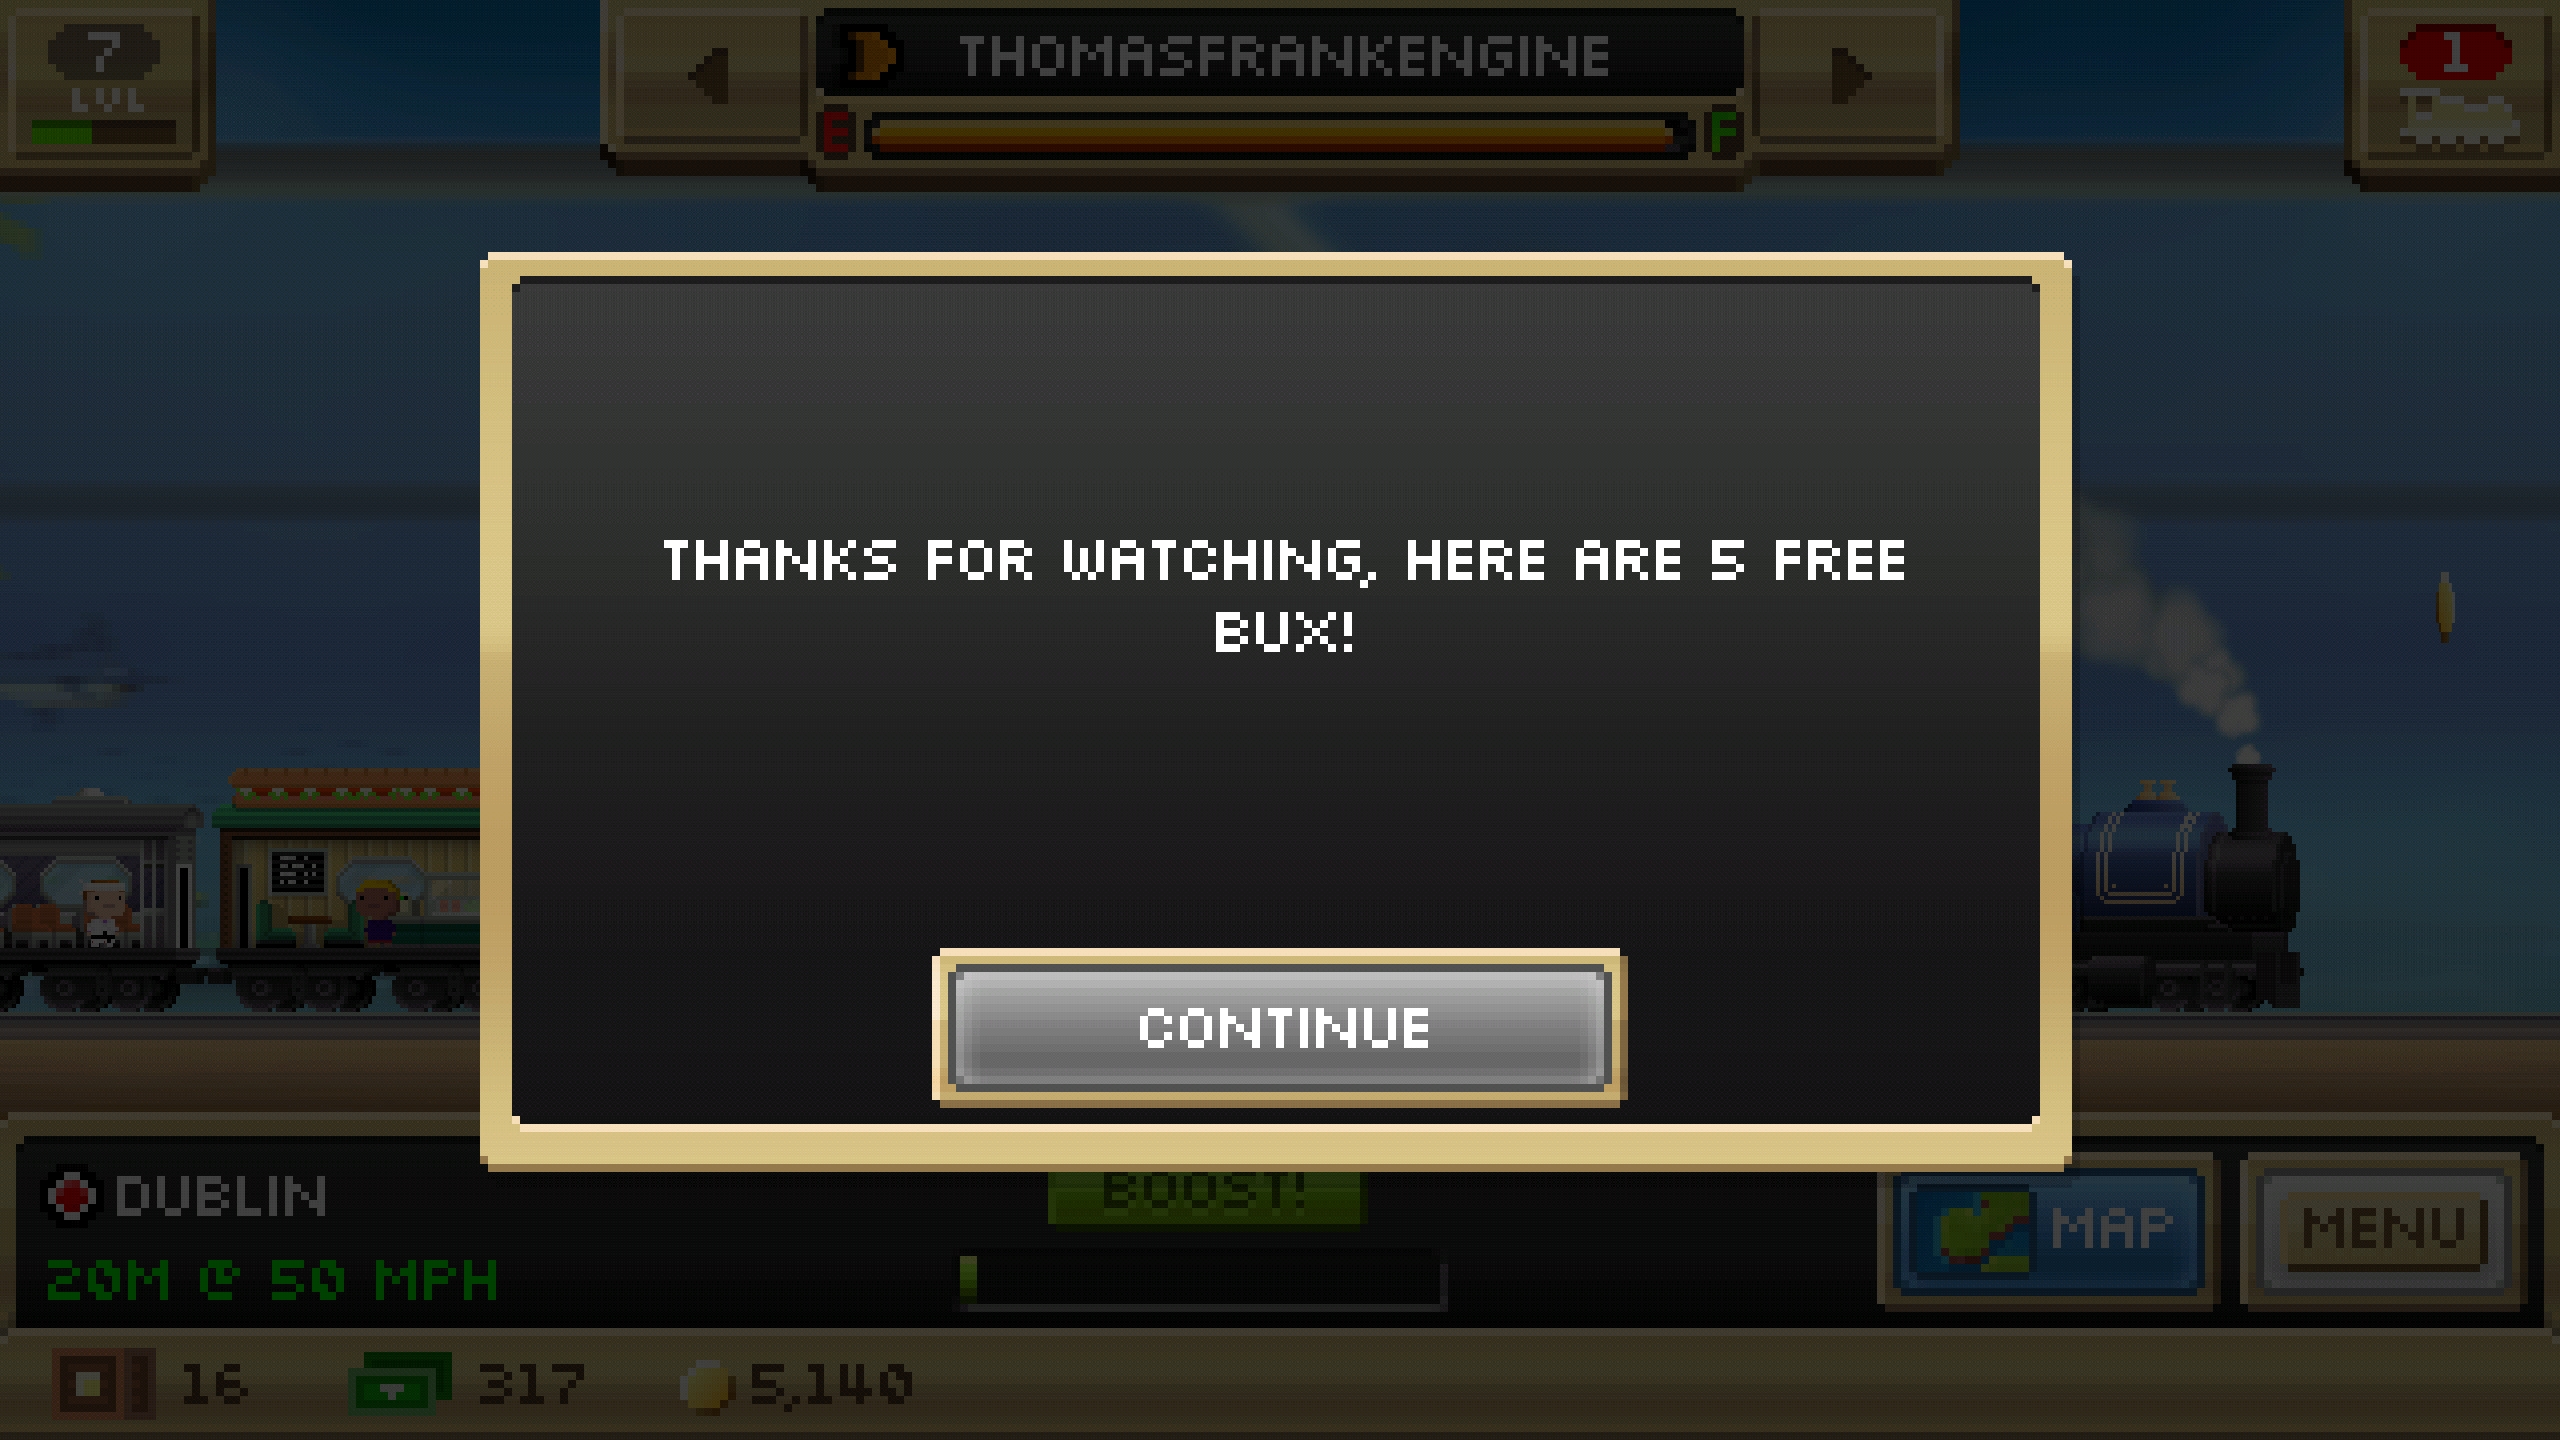 7
LVL
THOMASFRANKENGINE
E F
1
THANKS FOR WATCHING, HERE ARE 5 FREE
BUX!
CONTINUE
DUBLIN
20M @ 50 MPH
BOOST!
MAP
MENU
16
317
5,140